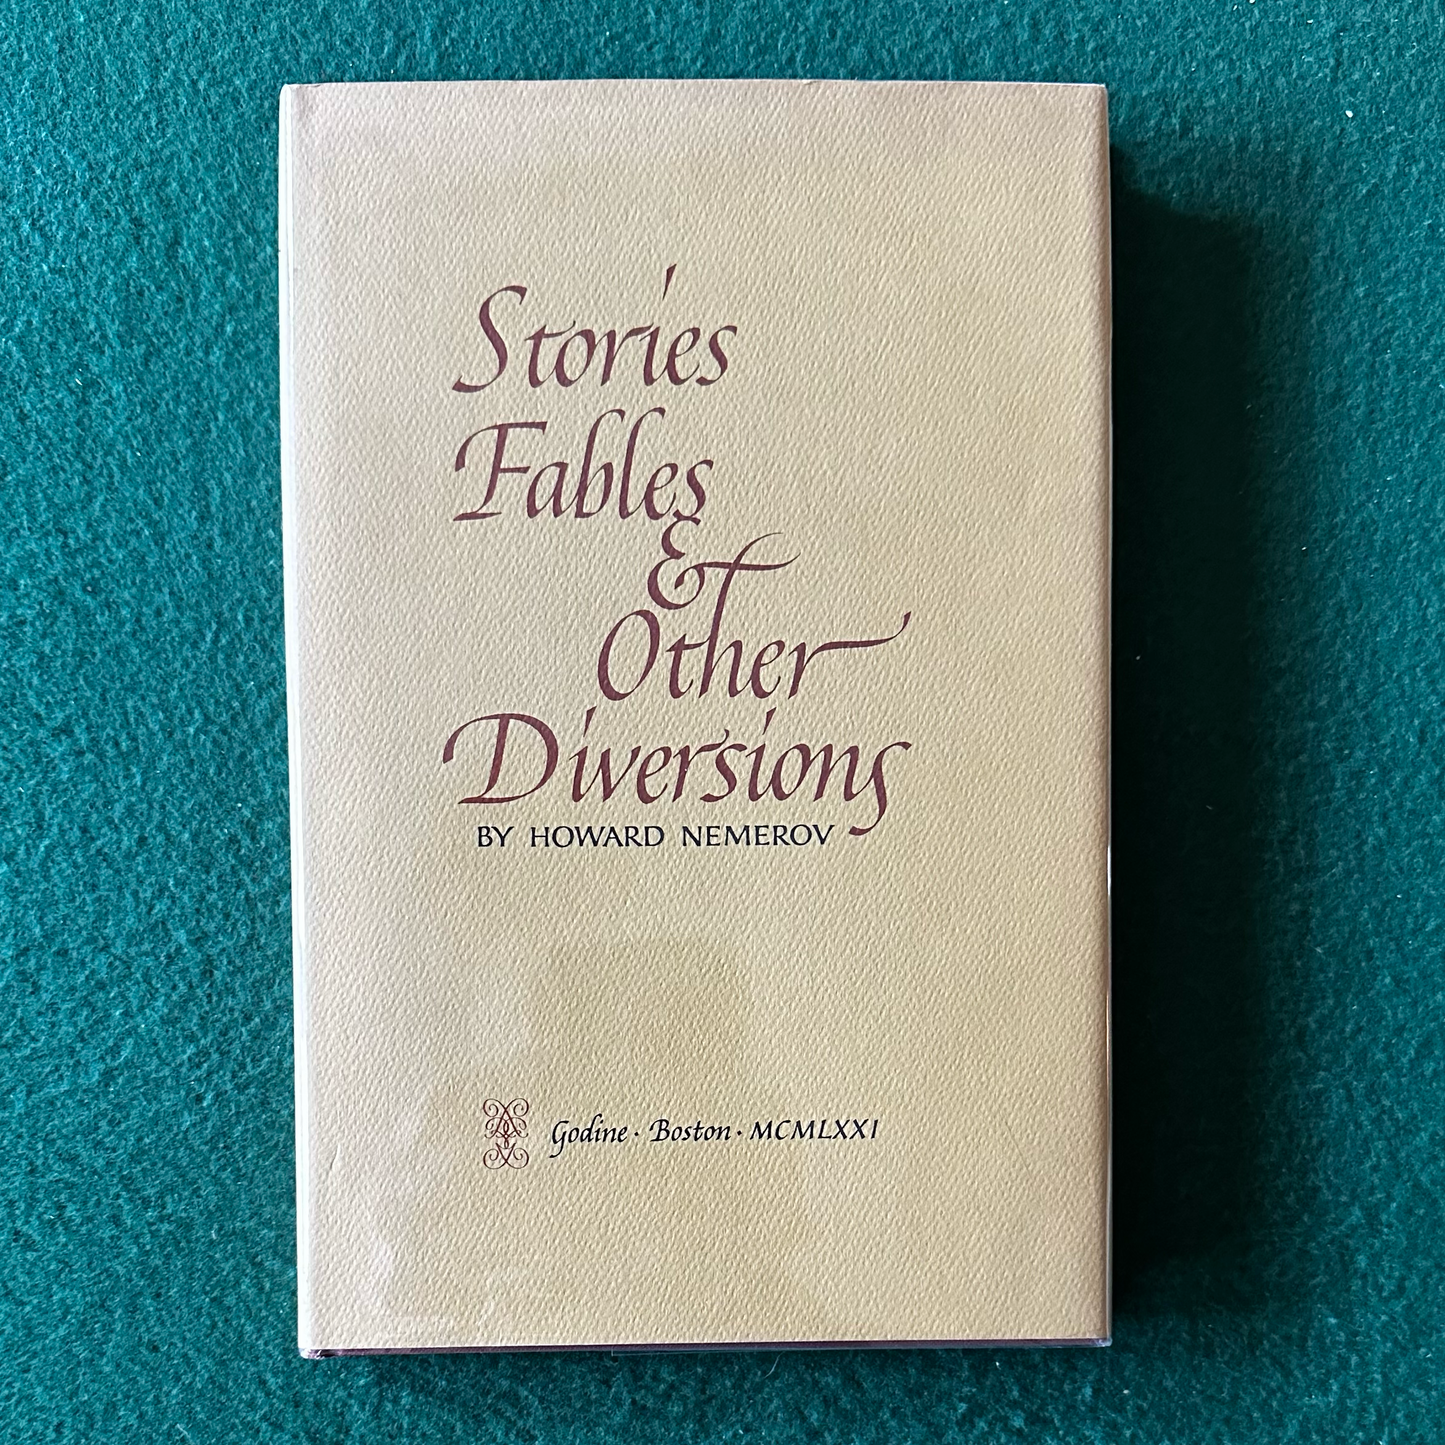 Stories
Fables
&
Other
Diversions
BY HOWARD NEMEROV
Godine · Boston · MCMLXXI